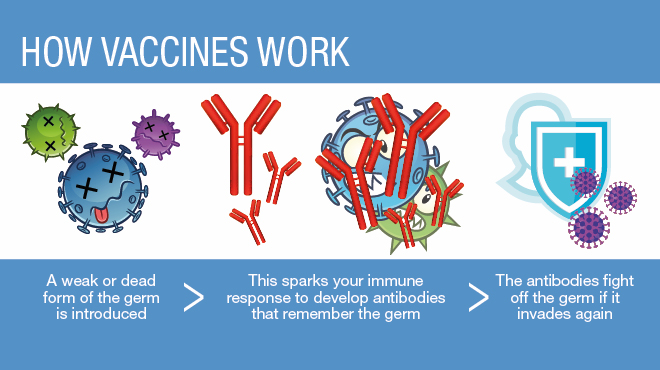 HOW VACCINES WORK
A weak or dead
form of the germ
is introduced
>
This sparks your immune
response to develop antibodies
that remember the germ
>
The antibodies fight
off the germ if it
invades again